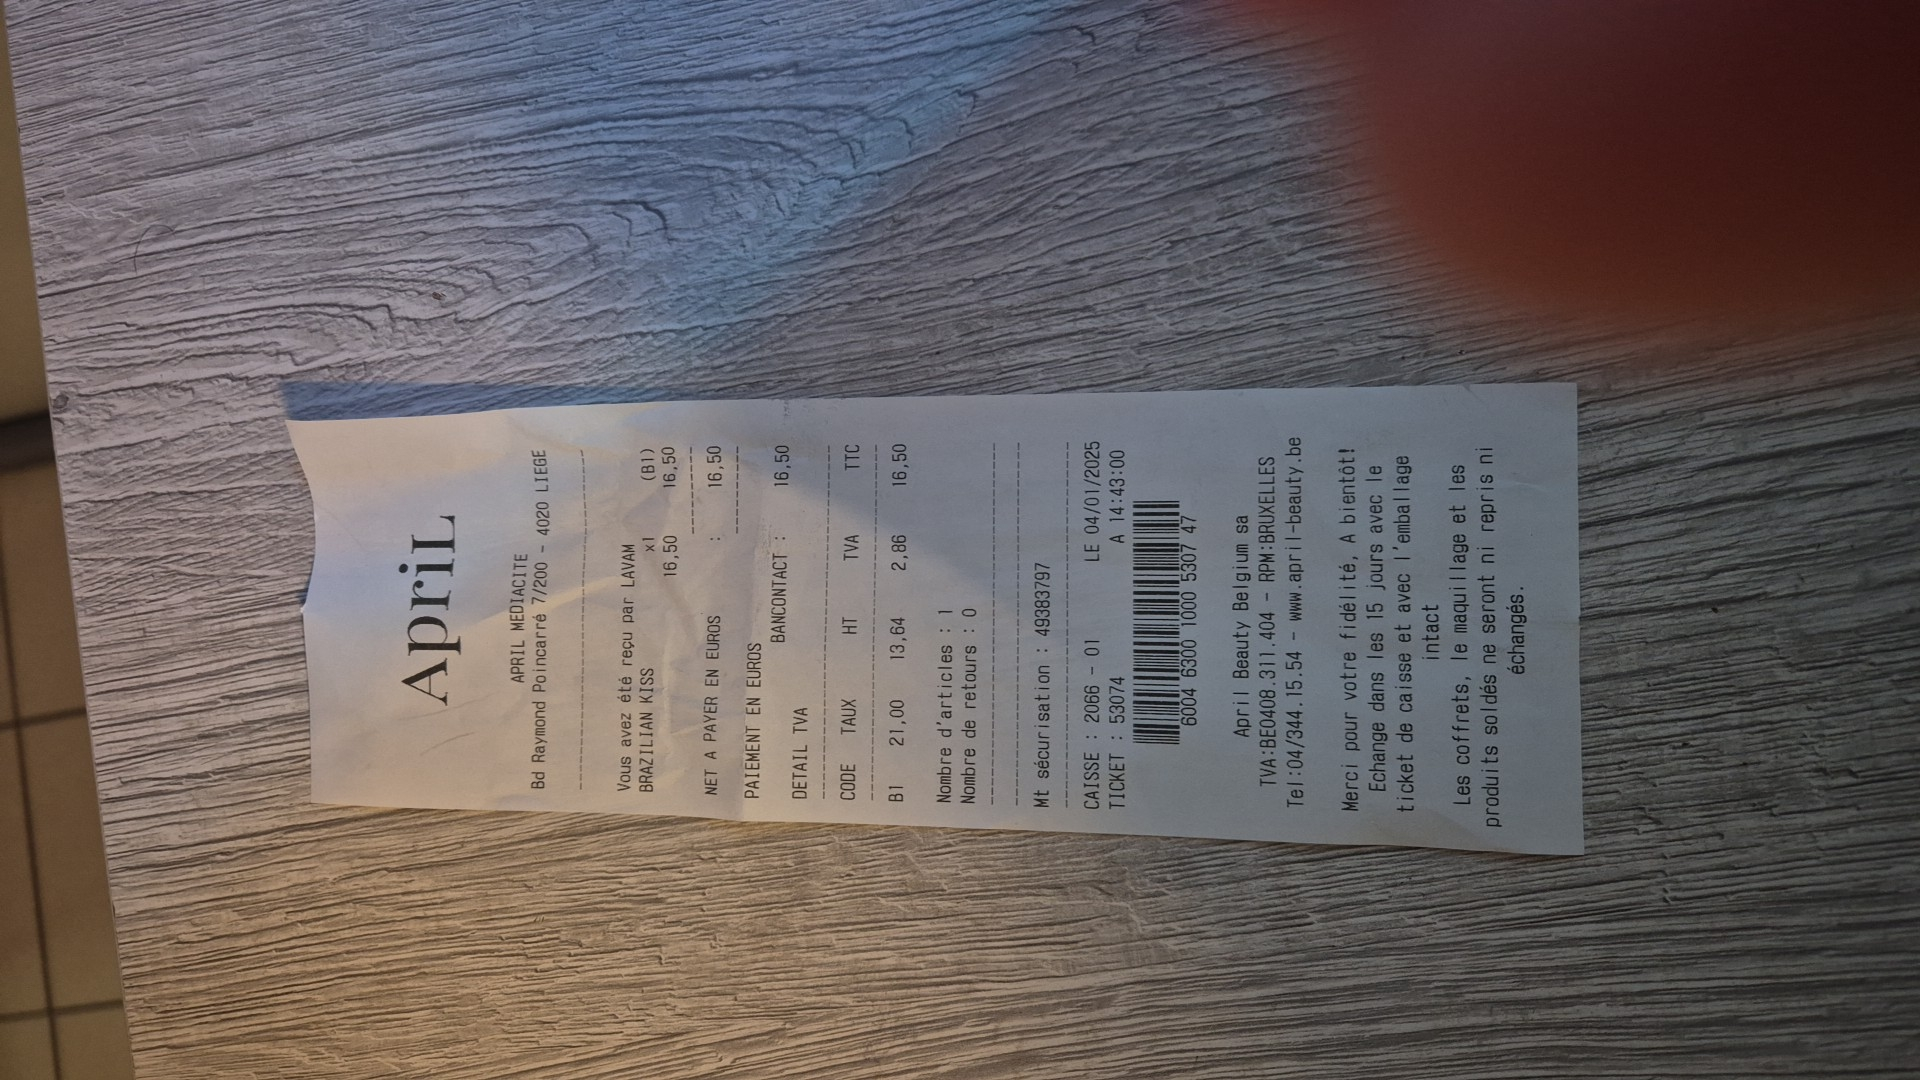 ApriL
APRIL MEDIACITE
Bd Raymond Poincarré 7/200 - 4020 LIEGE
Vous avez été reçu par LAVAM
BRAZILIAN KISS x1 (B1)
16,50 16,50
NET A PAYER EN EUROS : 16,50
PAIEMENT EN EUROS
BANCONTACT : 16,50
DETAIL TVA
CODE TAUX HT TVA TTC
B1 21,00 13,64 2,86 16,50
Nombre d'articles : 1
Nombre de retours : 0
Mt sécurisation : 49383797
CAISSE : 2066 - 01 LE 04/01/2025
TICKET : 53074 A 14:43:00
6004 6300 1000 5307 47
April Beauty Belgium sa
TVA:BE0408.311.404 - RPM:BRUXELLES
Tel:04/344.15.54 - www.april-beauty.be
Merci pour votre fidélité, A bientôt!
Echange dans les 15 jours avec le
ticket de caisse et avec l'emballage
intact
Les coffrets, le maquillage et les
produits soldés ne seront ni repris ni
échangés.